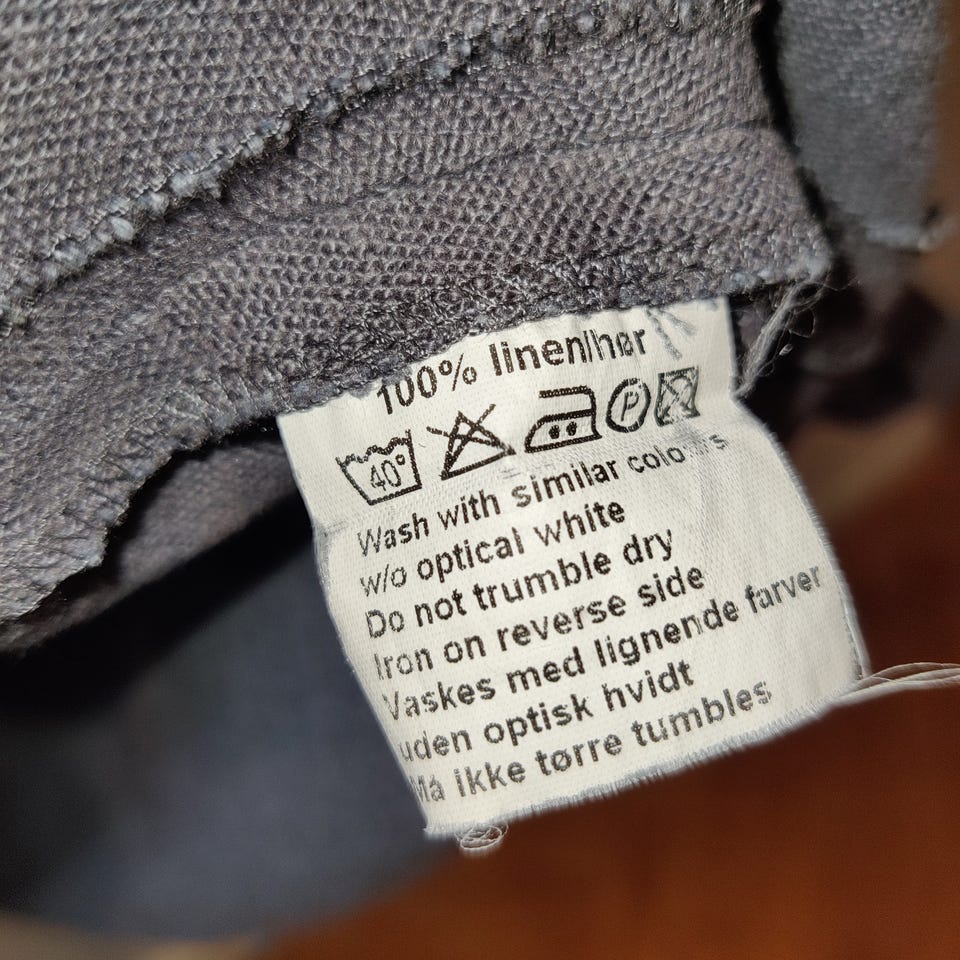 100% linen/hør
40° P
Wash with similar colours
w/o optical white
Do not trumble dry
Iron on reverse side
Vaskes med lignende farver
uden optisk hvidt
Må ikke tørre tumbles